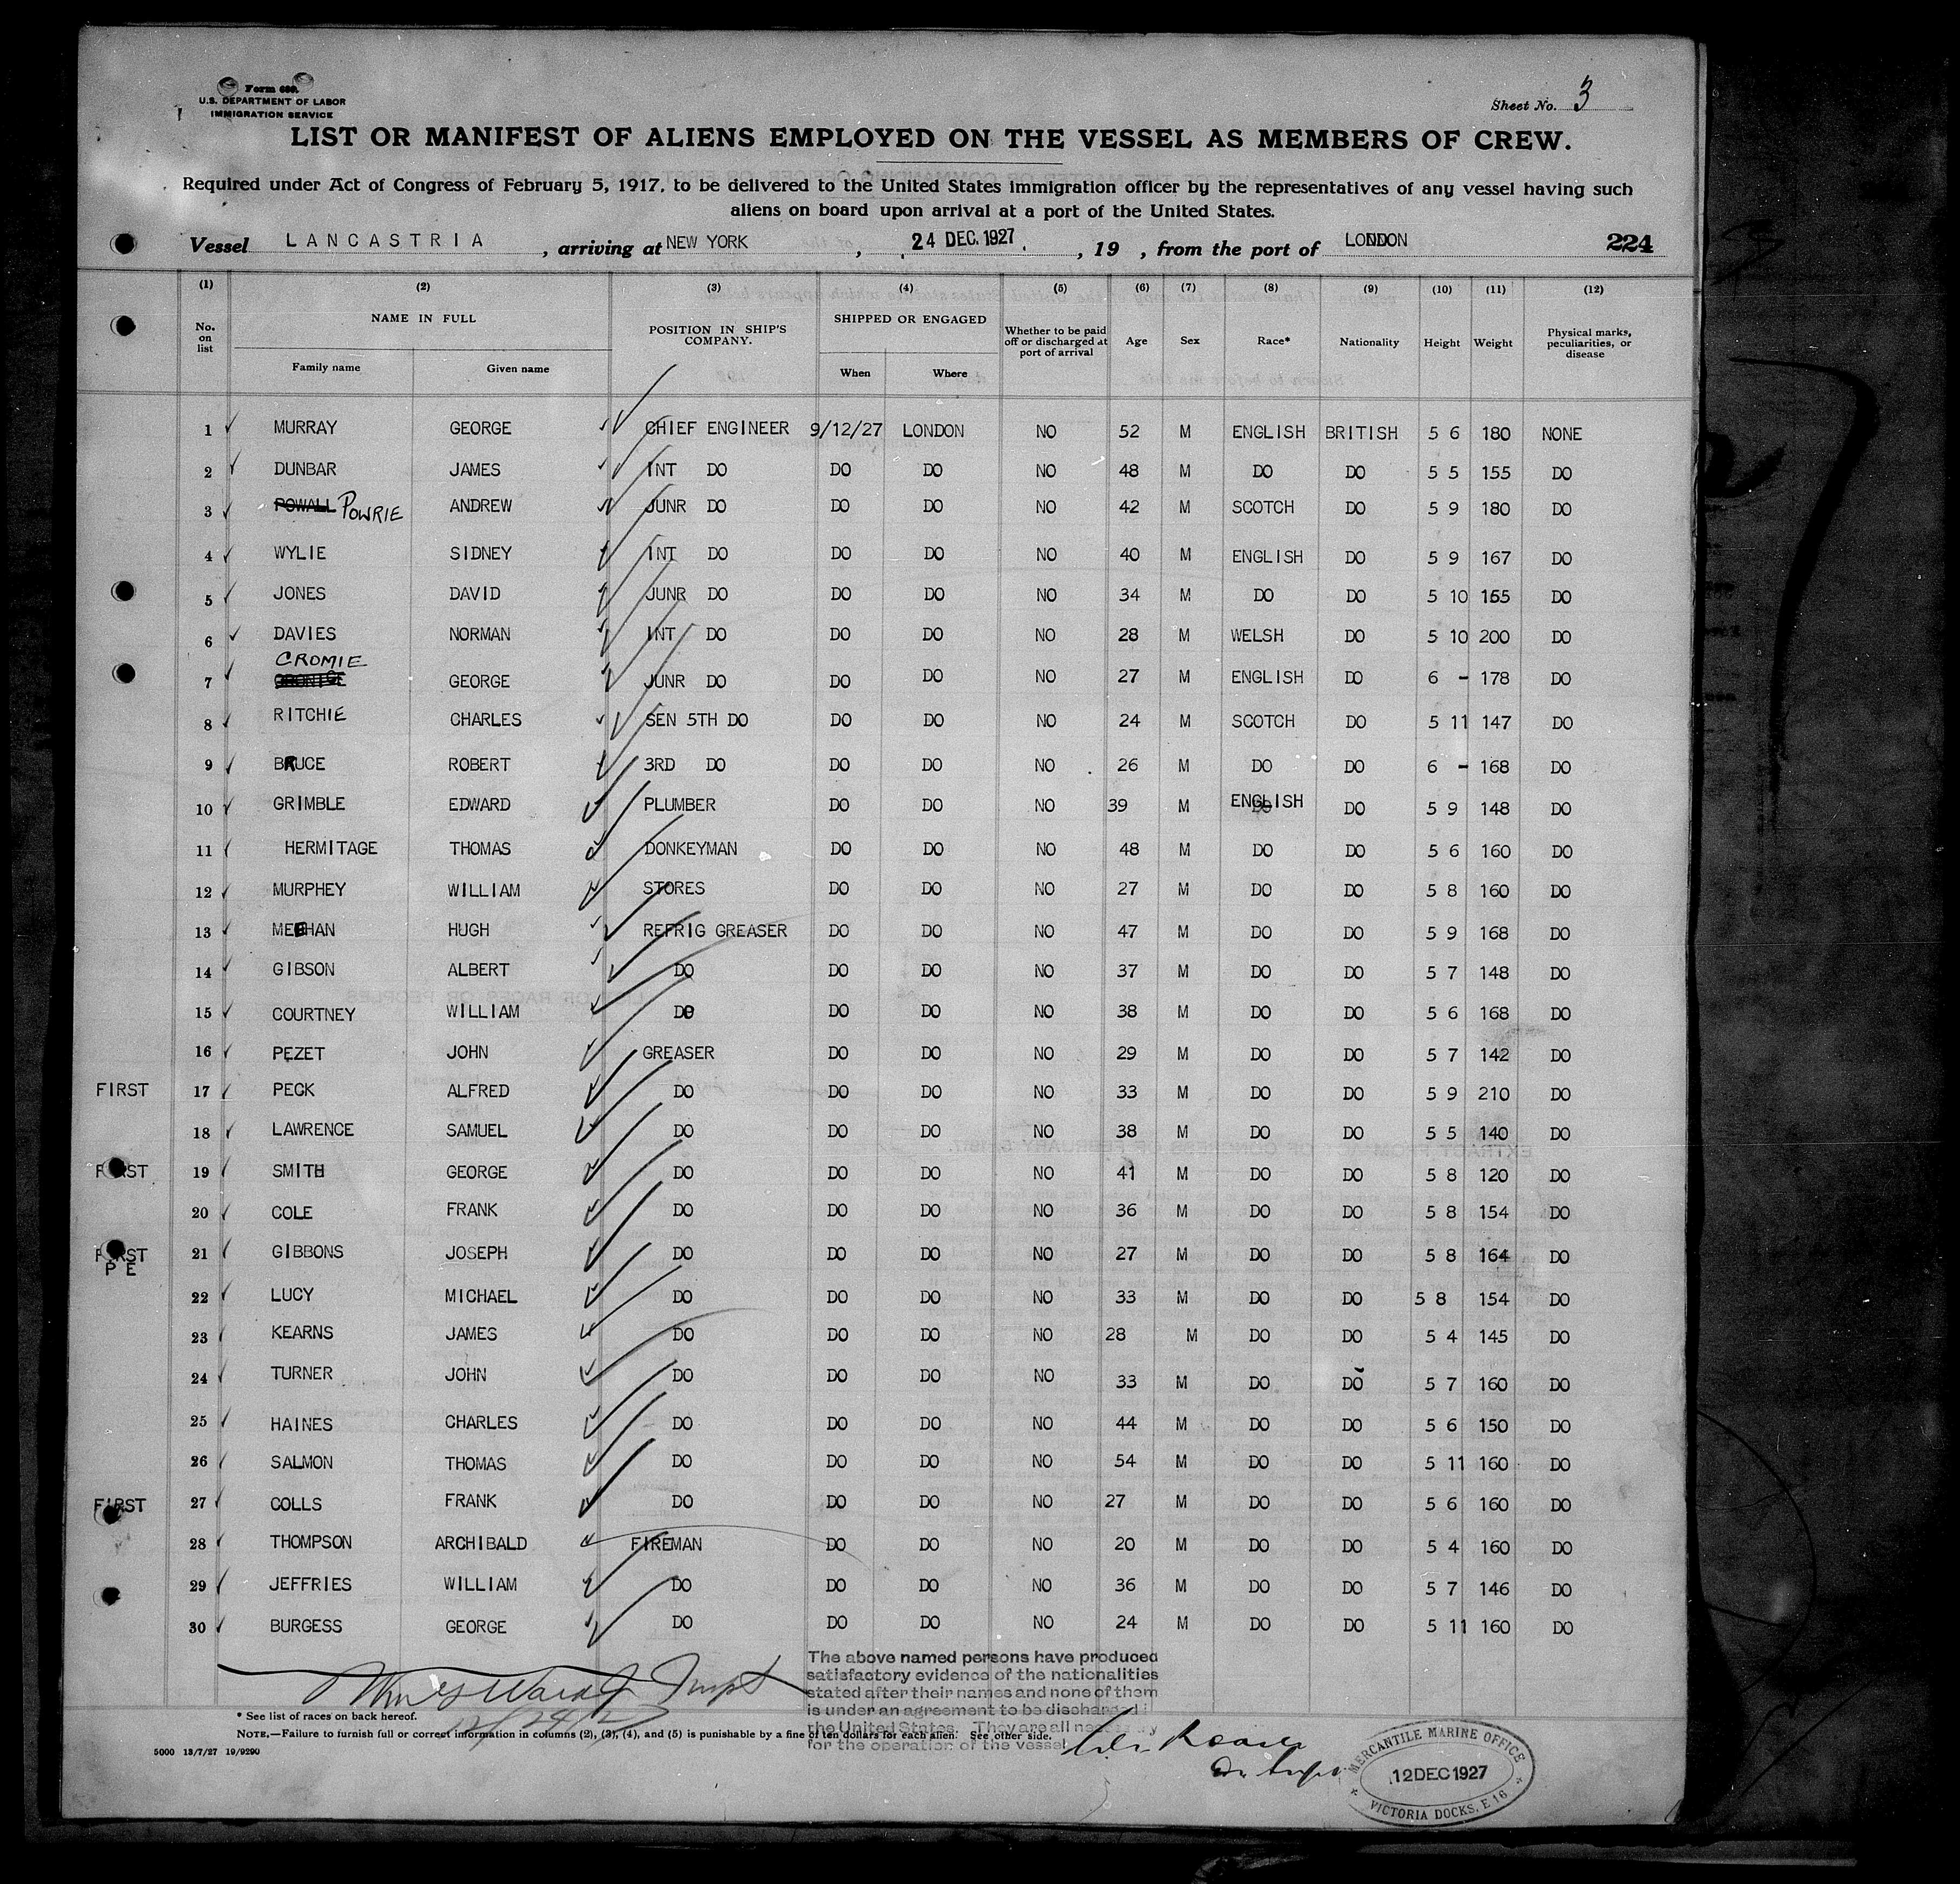 Form 689.
U.S. DEPARTMENT OF LABOR
IMMIGRATION SERVICE
Sheet No. 3
LIST OR MANIFEST OF ALIENS EMPLOYED ON THE VESSEL AS MEMBERS OF CREW.
Required under Act of Congress of February 5, 1917, to be delivered to the United States immigration officer by the representatives of any vessel having such
aliens on board upon arrival at a port of the United States.
Vessel LANCASTRIA, arriving at NEW YORK, 24 DEC. 1927, 19 , from the port of LONDON 224
(1) (2) (3) (4) (5) (6) (7) (8) (9) (10) (11) (12)
No. on list NAME IN FULL Family name Given name POSITION IN SHIP'S COMPANY. SHIPPED OR ENGAGED When Where Whether to be paid off or discharged at port of arrival Age Sex Race* Nationality Height Weight Physical marks, peculiarities, or disease
1 MURRAY GEORGE CHIEF ENGINEER 9/12/27 LONDON NO 52 M ENGLISH BRITISH 5 6 180 NONE
2 DUNBAR JAMES INT DO DO DO NO 48 M DO DO 5 5 155 DO
3 POWALL POWRIE ANDREW JUNR DO DO DO NO 42 M SCOTCH DO 5 9 180 DO
4 WYLIE SIDNEY INT DO DO DO NO 40 M ENGLISH DO 5 9 167 DO
5 JONES DAVID JUNR DO DO DO NO 34 M DO DO 5 10 165 DO
6 DAVIES NORMAN INT DO DO DO NO 28 M WELSH DO 5 10 200 DO
7 CROMIE GEORGE JUNR DO DO DO NO 27 M ENGLISH DO 6 - 178 DO
8 RITCHIE CHARLES SEN 5TH DO DO DO NO 24 M SCOTCH DO 5 11 147 DO
9 BRUCE ROBERT 3RD DO DO DO NO 26 M DO DO 6 - 168 DO
10 GRIMBLE EDWARD PLUMBER DO DO NO 39 M ENGLISH DO 5 9 148 DO
11 HERMITAGE THOMAS DONKEYMAN DO DO NO 48 M DO DO 5 6 160 DO
12 MURPHEY WILLIAM STORES DO DO NO 27 M DO DO 5 8 160 DO
13 MEEHAN HUGH REFRIG GREASER DO DO NO 47 M DO DO 5 9 168 DO
14 GIBSON ALBERT DO DO DO NO 37 M DO DO 5 7 148 DO
15 COURTNEY WILLIAM DO DO DO NO 38 M DO DO 5 6 168 DO
16 PEZET JOHN GREASER DO DO NO 29 M DO DO 5 7 142 DO
FIRST 17 PECK ALFRED DO DO DO NO 33 M DO DO 5 9 210 DO
18 LAWRENCE SAMUEL DO DO DO NO 38 M DO DO 5 5 140 DO
FIRST 19 SMITH GEORGE DO DO DO NO 41 M DO DO 5 8 120 DO
20 COLE FRANK DO DO DO NO 36 M DO DO 5 8 154 DO
FIRST 21 GIBBONS JOSEPH DO DO DO NO 27 M DO DO 5 8 164 DO
P E
22 LUCY MICHAEL DO DO DO NO 33 M DO DO 5 8 154 DO
23 KEARNS JAMES DO DO DO NO 28 M DO DO 5 4 145 DO
24 TURNER JOHN DO DO DO NO 33 M DO DO 5 7 160 DO
25 HAINES CHARLES DO DO DO NO 44 M DO DO 5 6 150 DO
26 SALMON THOMAS DO DO DO NO 54 M DO DO 5 11 160 DO
FIRST 27 COLLS FRANK DO DO DO NO 27 M DO DO 5 6 160 DO
28 THOMPSON ARCHIBALD FIREMAN DO DO NO 20 M DO DO 5 4 160 DO
29 JEFFRIES WILLIAM DO DO DO NO 36 M DO DO 5 7 146 DO
30 BURGESS GEORGE DO DO DO NO 24 M DO DO 5 11 160 DO
The above named persons have produced
satisfactory evidence of the nationalities
stated after their names and none of them
is under an agreement to be discharged i
the United States. They are all necessary
for the operation of the vessel
12/24/27
* See list of races on back hereof.
NOTE.—Failure to furnish full or correct information in columns (2), (3), (4), and (5) is punishable by a fine of ten dollars for each alien. See other side.
5000 13/7/27 19/9290
MERCANTILE MARINE OFFICE
12 DEC 1927
VICTORIA DOCKS, E.16